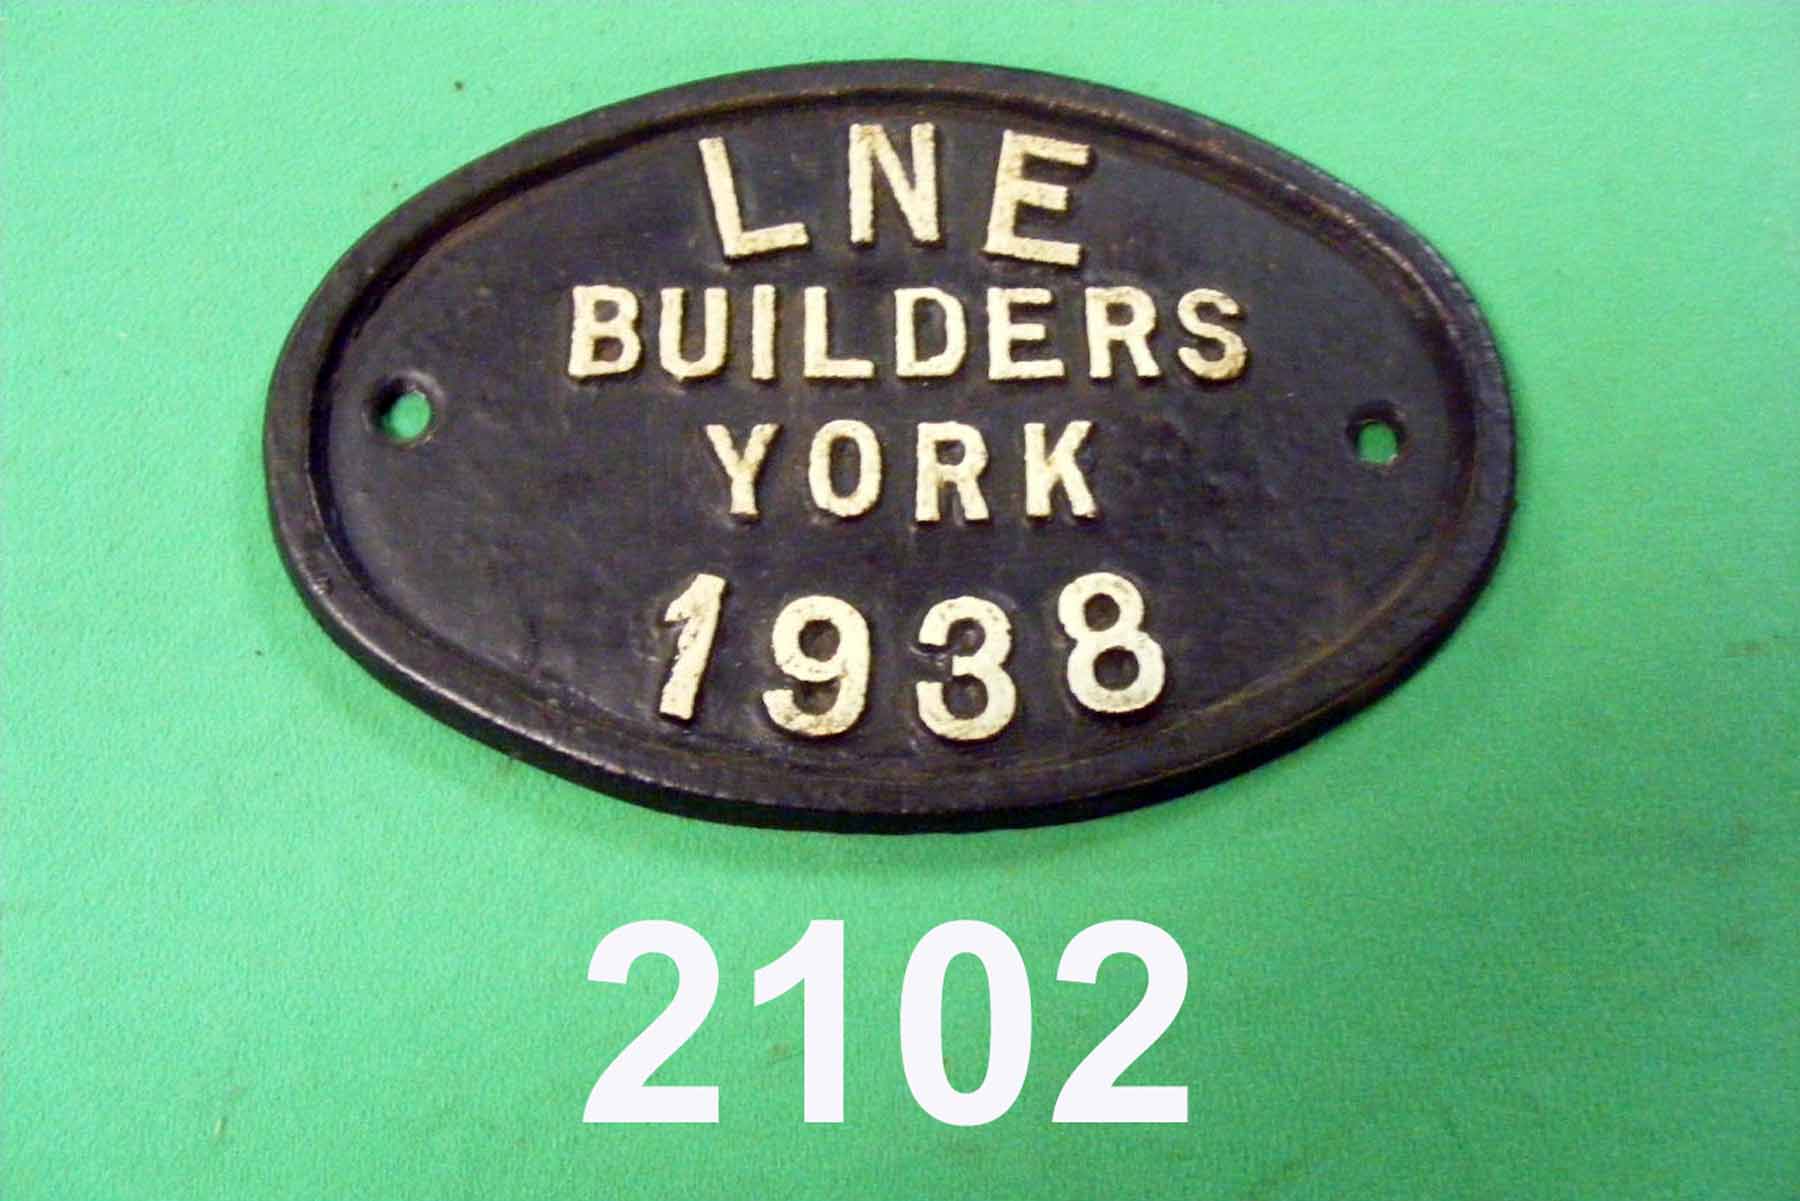 LNE
BUILDERS
YORK
1938
2102